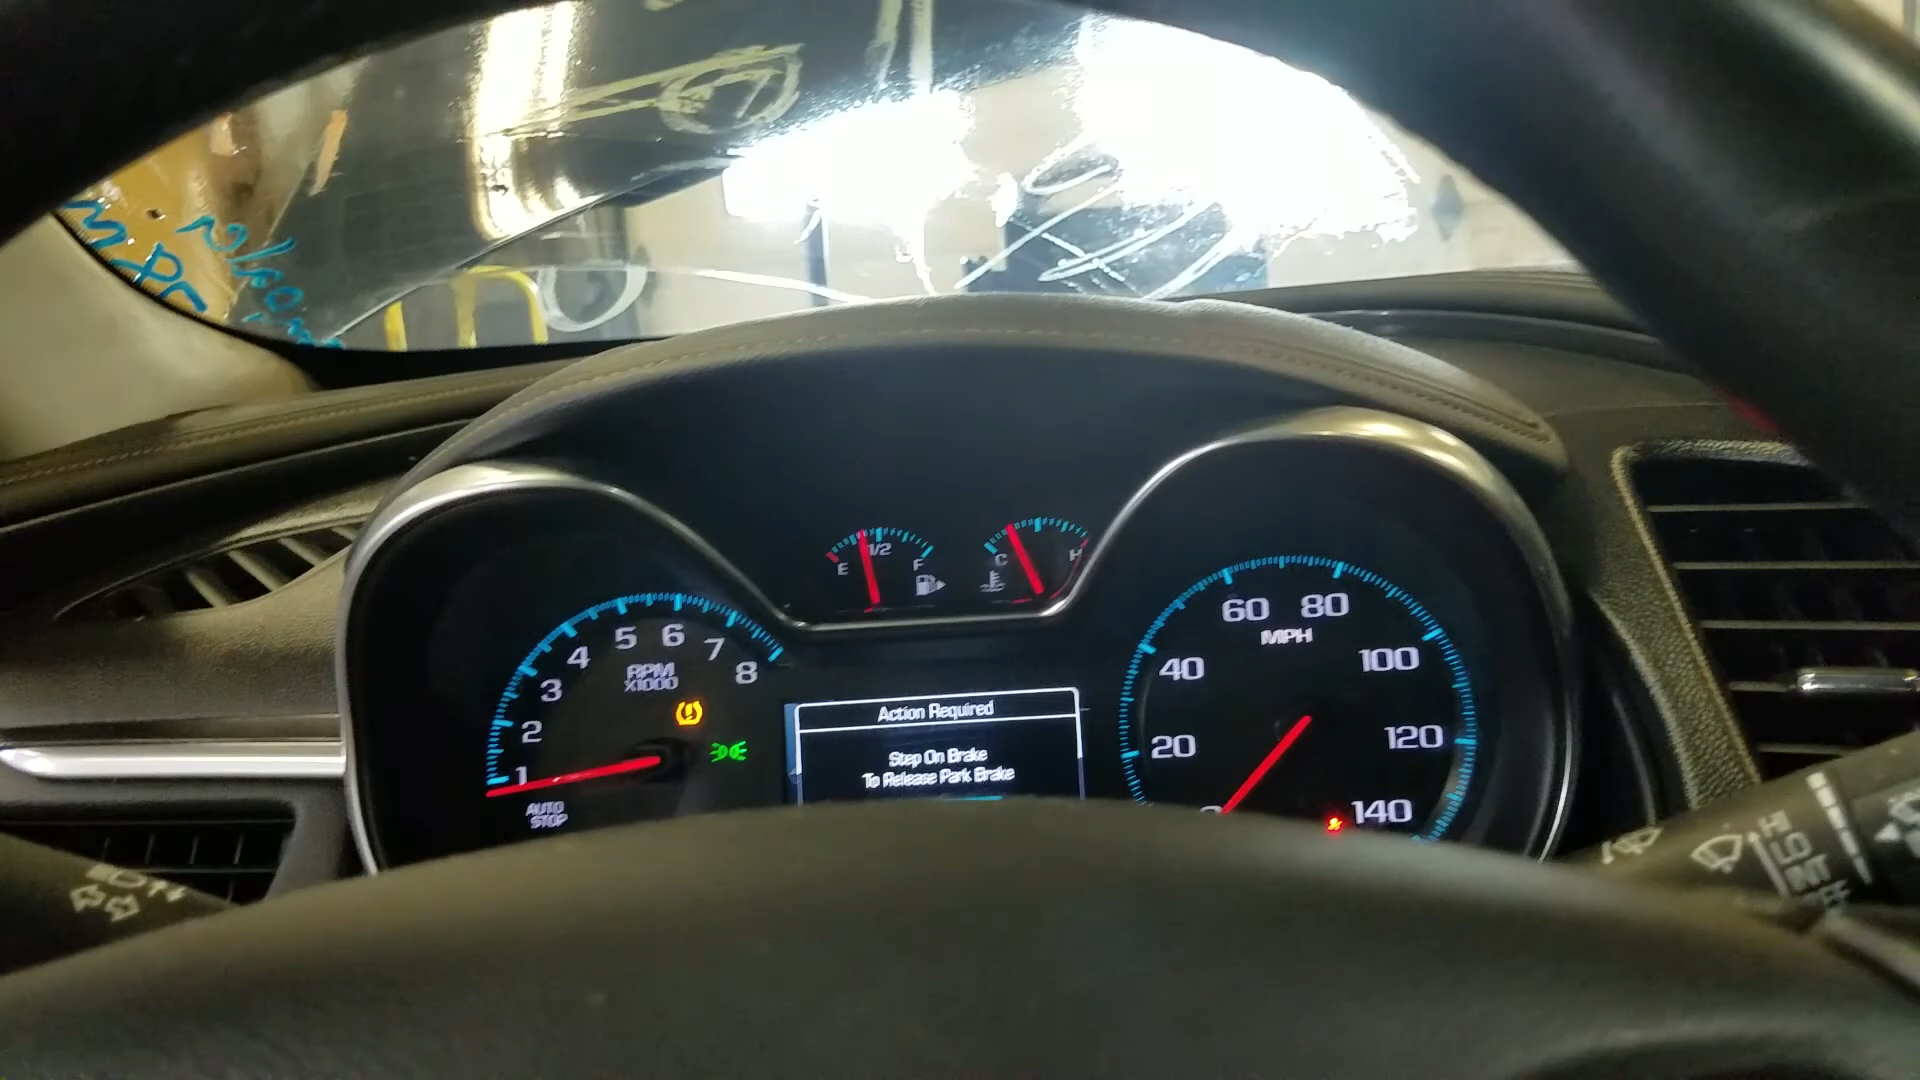 E 1/2 F
C H
5 6
4 7
3 8
RPM
X1000
2
1
AUTO
STOP
Action Required
Step On Brake
To Release Park Brake
60 80
MPH
40 100
20 120
140
HI
LO
INT